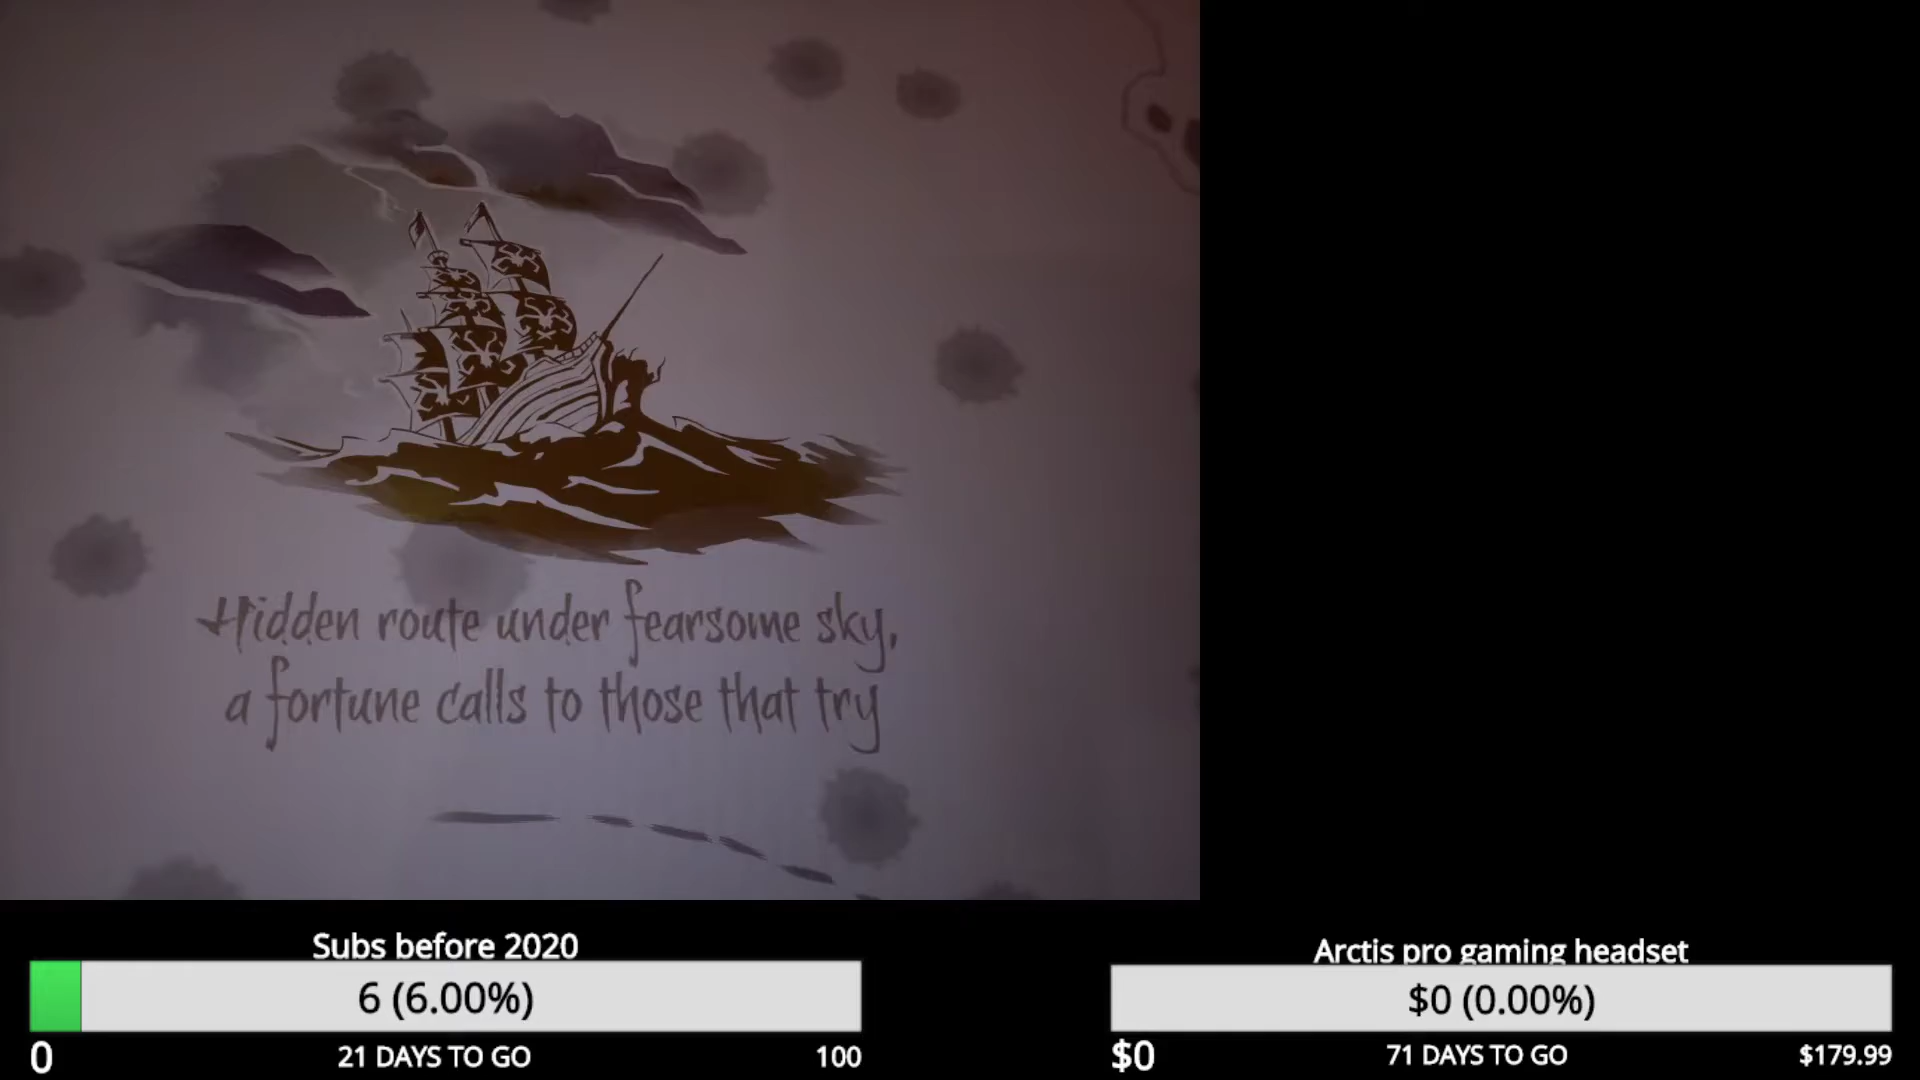 Hidden route under fearsome sky,
a fortune calls to those that try
Subs before 2020
6 (6.00%)
0
21 DAYS TO GO
100
Arctis pro gaming headset
$0 (0.00%)
$0
71 DAYS TO GO
$179.99